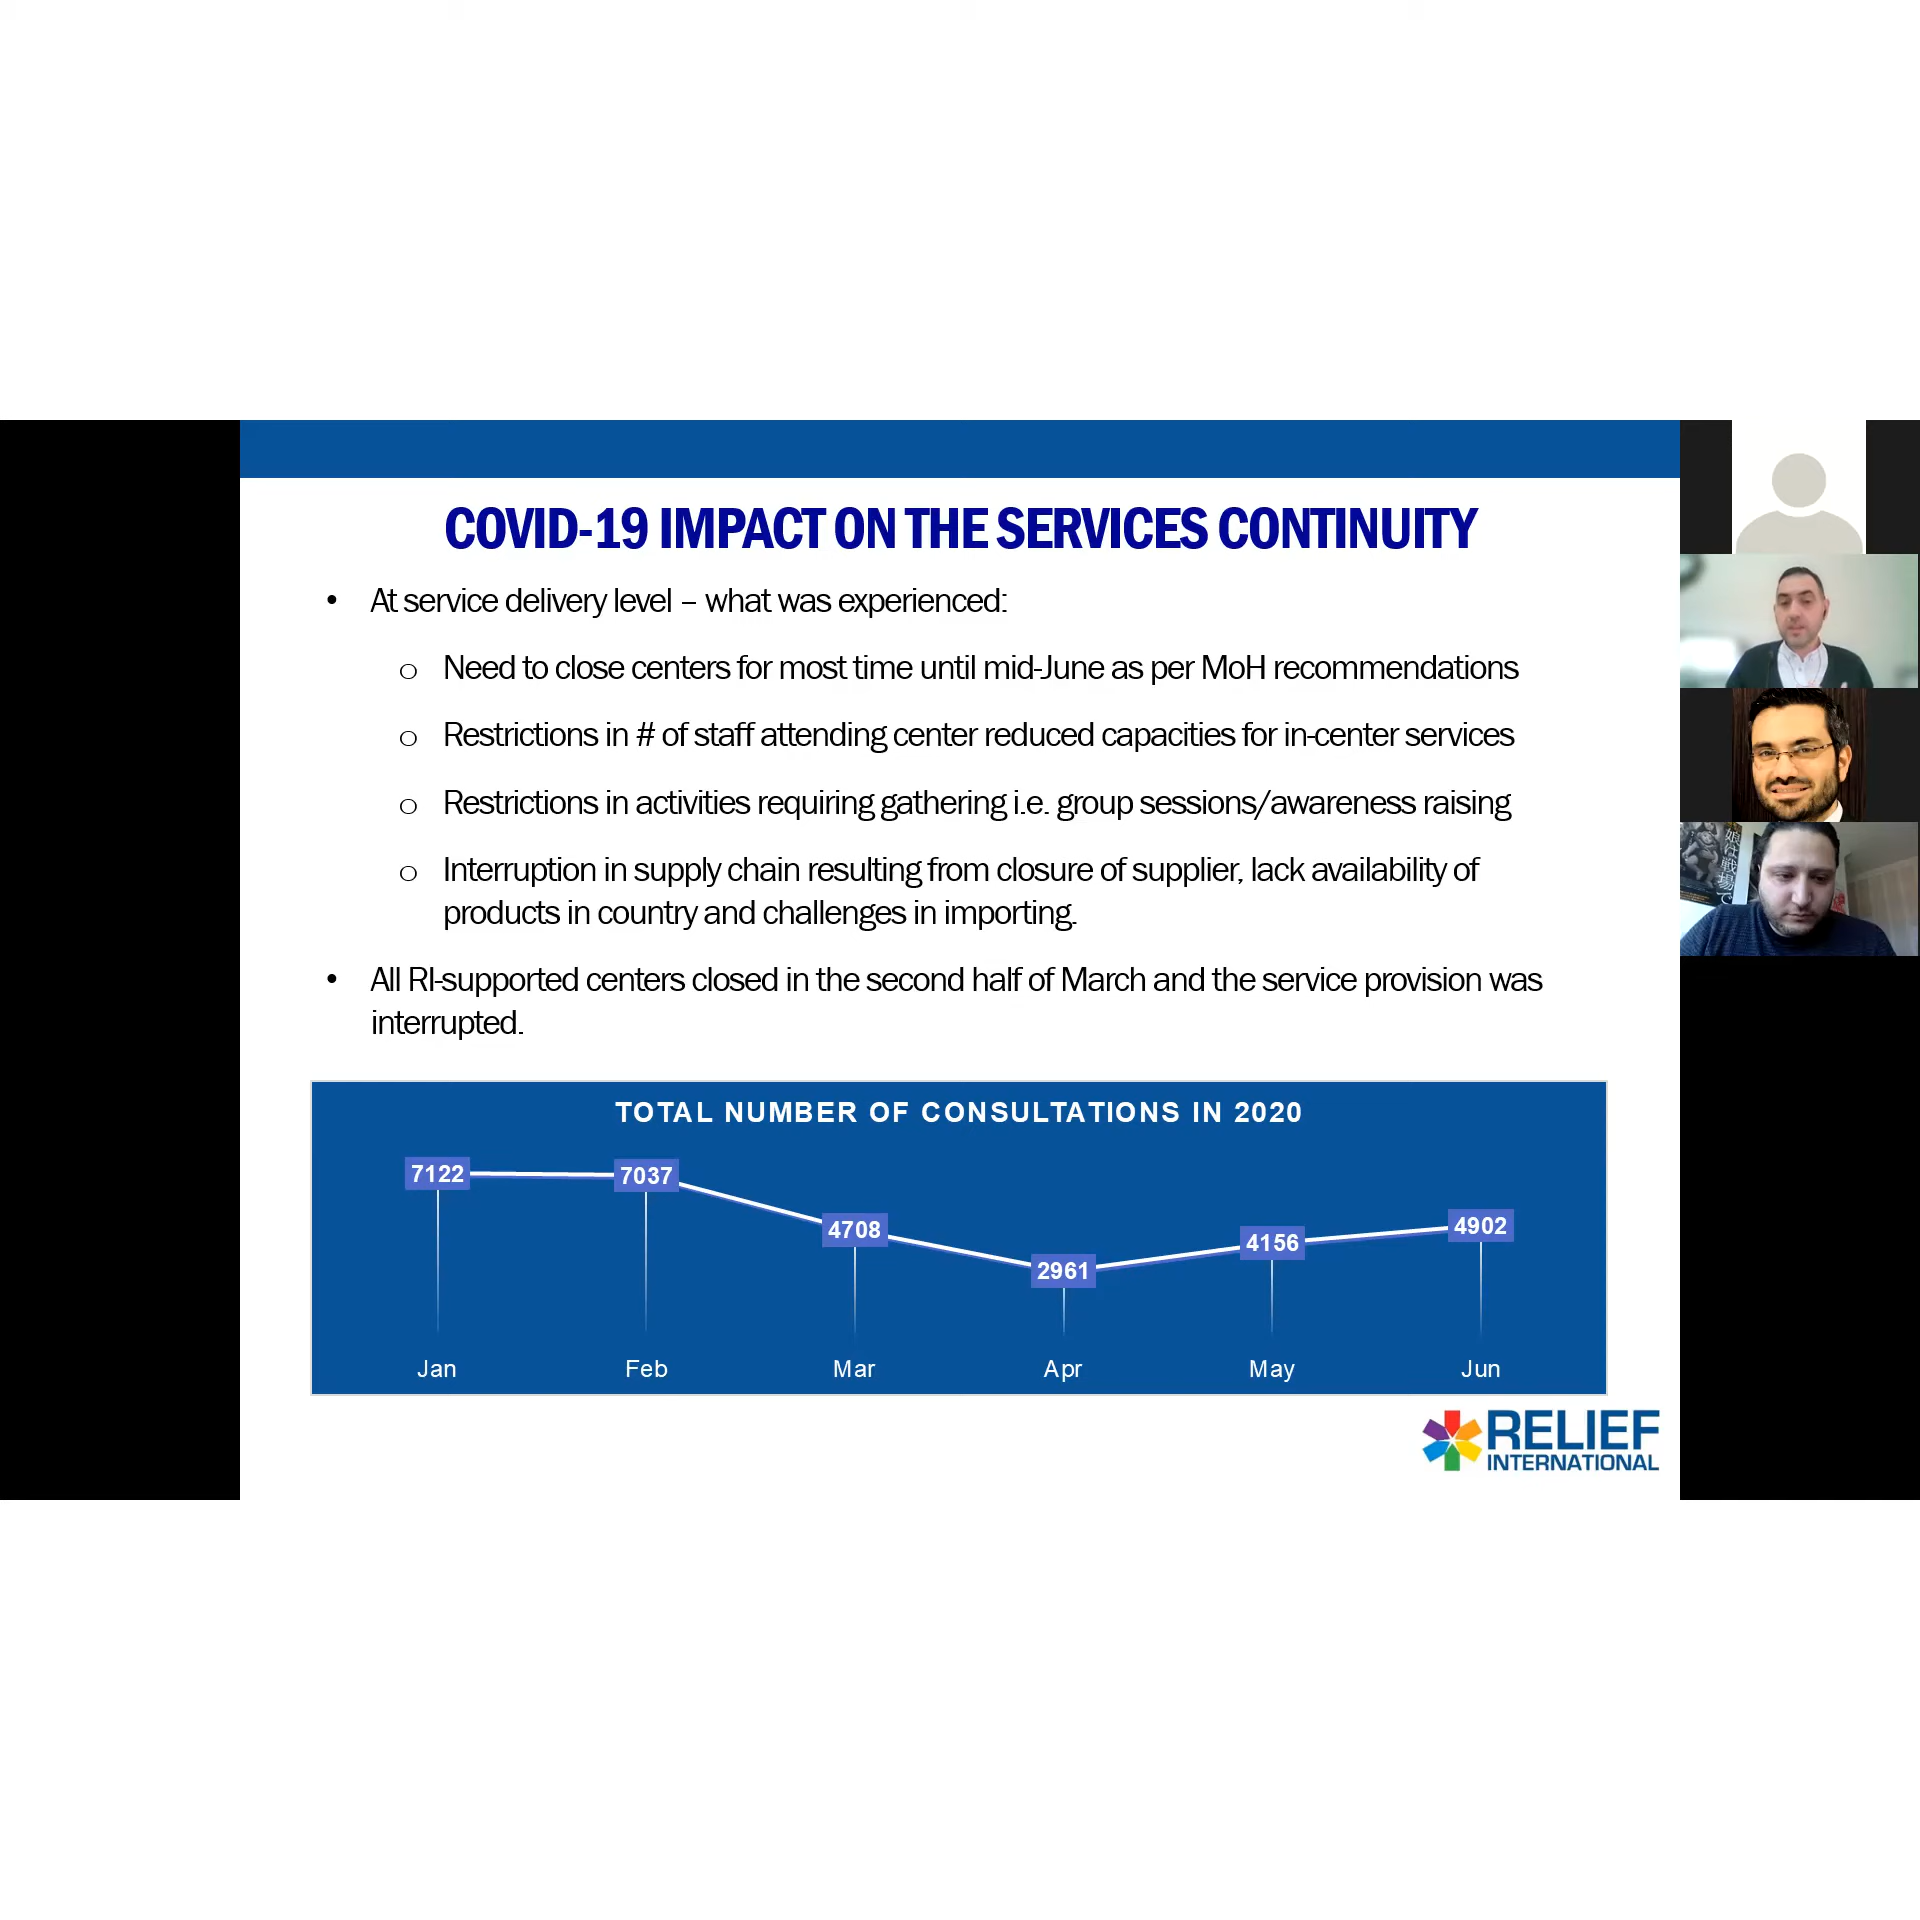 COVID-19 IMPACT ON THE SERVICES CONTINUITY
• At service delivery level – what was experienced:
o Need to close centers for most time until mid-June as per MoH recommendations
o Restrictions in # of staff attending center reduced capacities for in-center services
o Restrictions in activities requiring gathering i.e. group sessions/awareness raising
o Interruption in supply chain resulting from closure of supplier, lack availability of
products in country and challenges in importing.
• All RI-supported centers closed in the second half of March and the service provision was
interrupted.
TOTAL NUMBER OF CONSULTATIONS IN 2020
7122 7037 4708 2961 4156 4902
Jan Feb Mar Apr May Jun
RELIEF
INTERNATIONAL
娘は戦場で